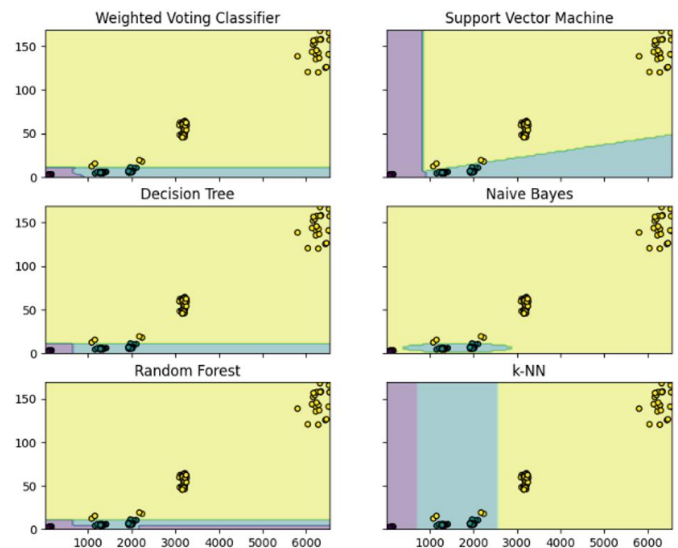 Weighted Voting Classifier
Support Vector Machine
150
100
50
0
Decision Tree
Naive Bayes
150
100
50
0
Random Forest
k-NN
150
100
50
0
1000 2000 3000 4000 5000 6000
1000 2000 3000 4000 5000 6000